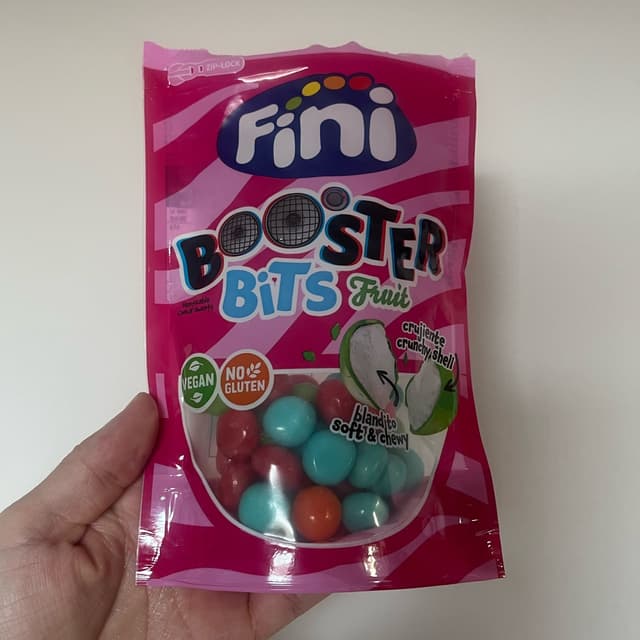 ZIP-LOCK
Fini
BOOSTER
BiTS Fruit
crujiente
crunchy shell
VEGAN
NO
GLUTEN
blandito
soft & chewy